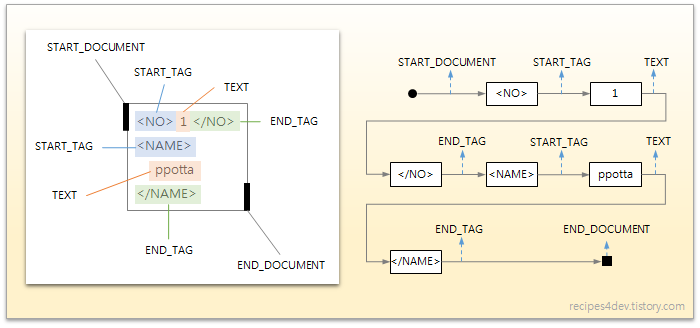 START_DOCUMENT
START_TAG
TEXT
<NO> 1 </NO>
END_TAG
START_TAG
<NAME>
ppotta
TEXT
</NAME>
END_TAG
END_DOCUMENT
START_DOCUMENT START_TAG TEXT
<NO> 1
END_TAG START_TAG TEXT
</NO> <NAME> ppotta
END_TAG END_DOCUMENT
</NAME>
recipes4dev.tistory.com